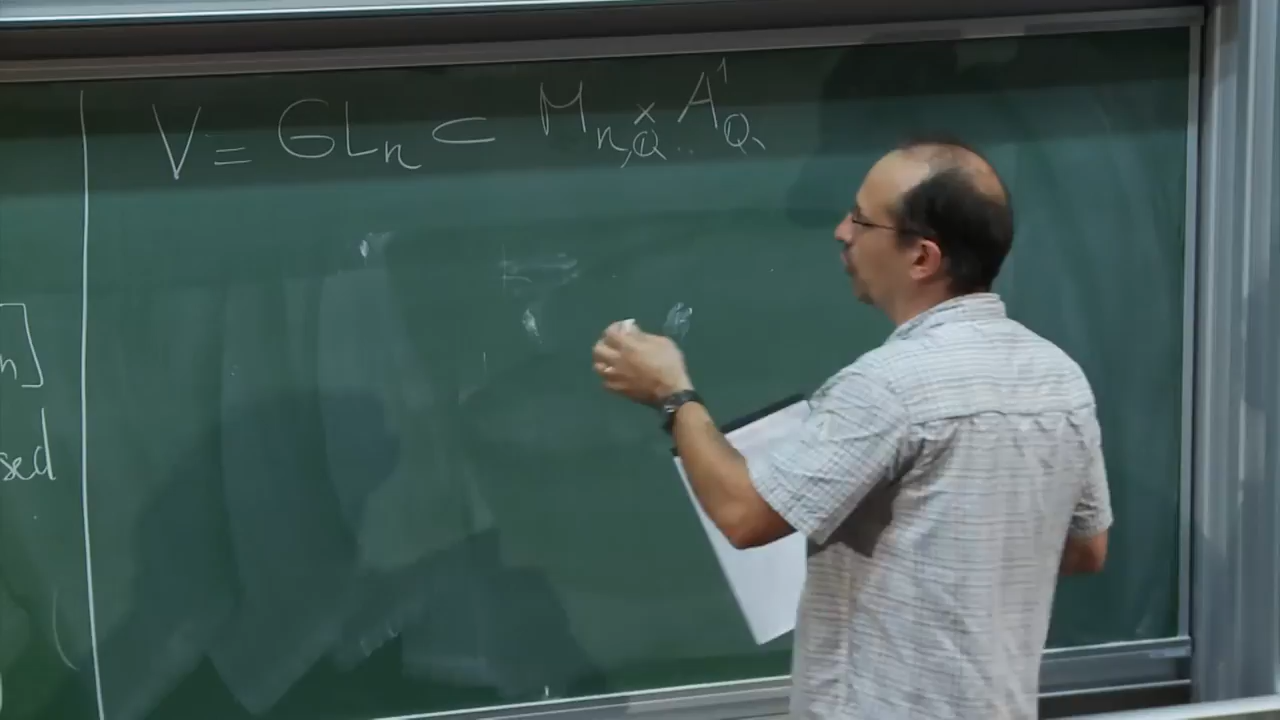 V = GLₙ ⊂ Mₙ,ℚ × A¹ℚ
n]
sed